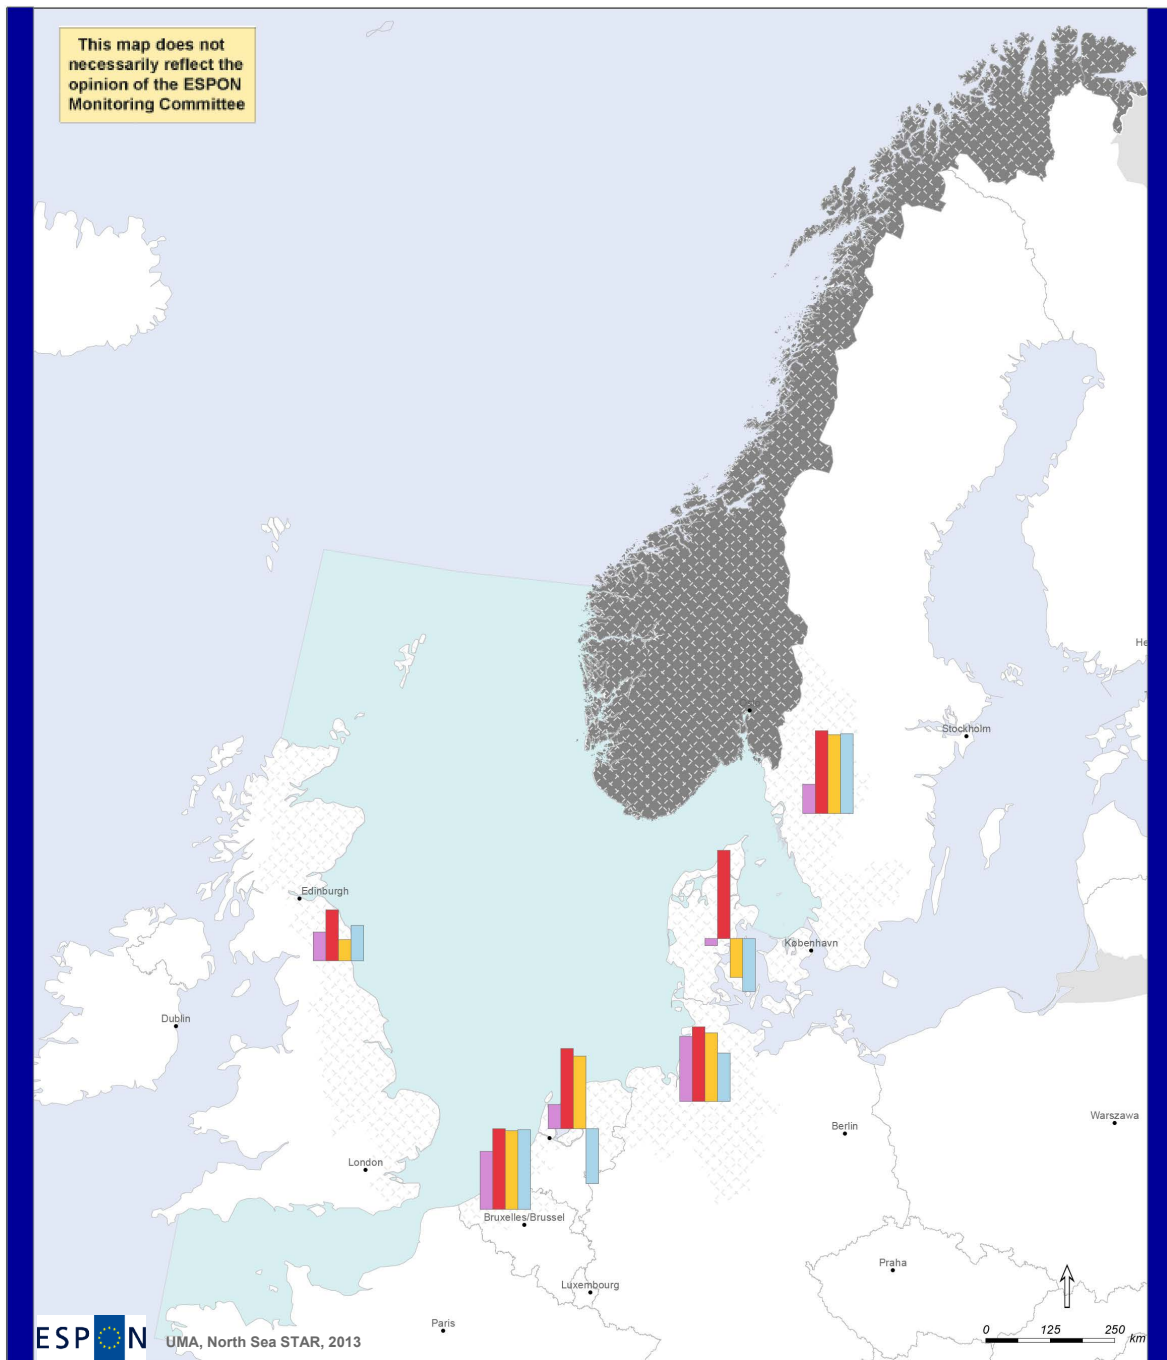 This map does not
necessarily reflect the
opinion of the ESPON
Monitoring Committee
He
Stockholm
Edinburgh
København
Dublin
Warszawa
Berlin
London
Bruxelles/Brussel
Praha
Luxembourg
Paris
ESPON
UMA, North Sea STAR, 2013
0 125 250
km